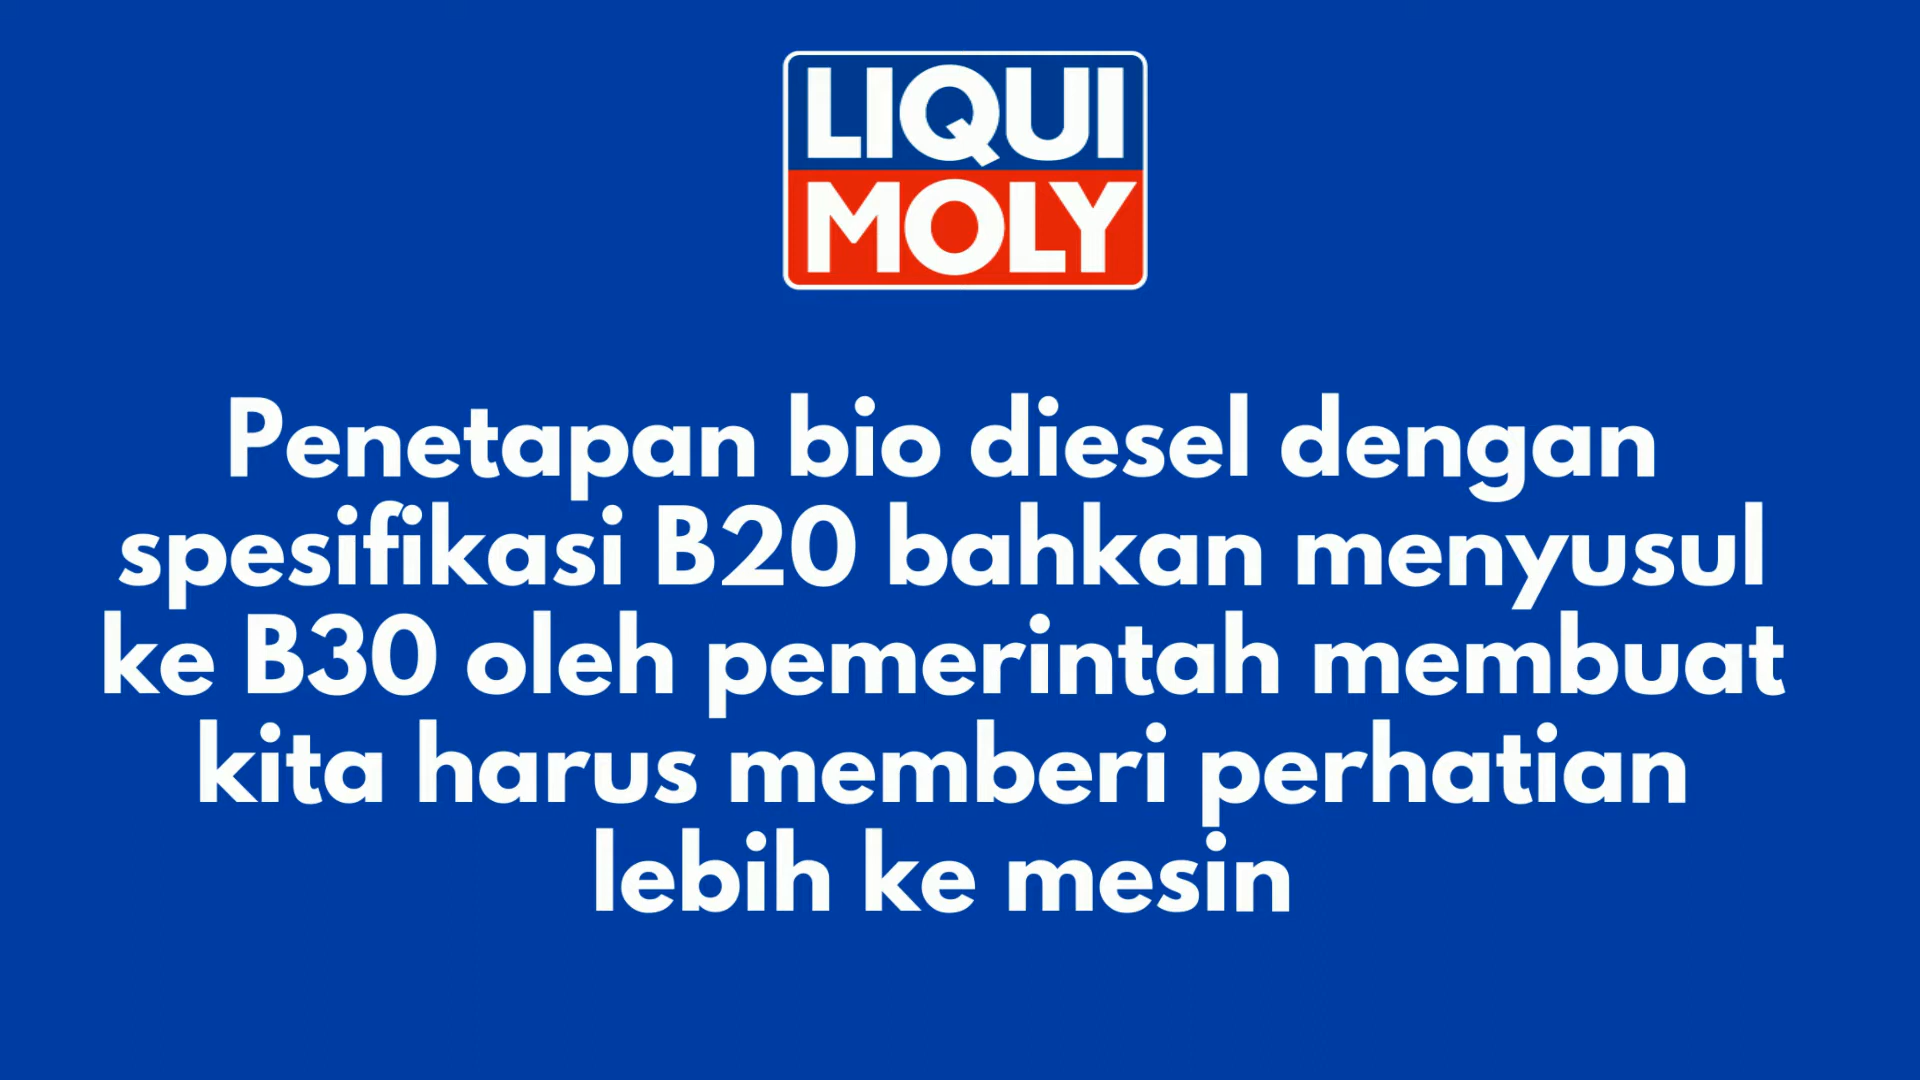 LIQUI
MOLY
Penetapan bio diesel dengan
spesifikasi B20 bahkan menyusul
ke B30 oleh pemerintah membuat
kita harus memberi perhatian
lebih ke mesin